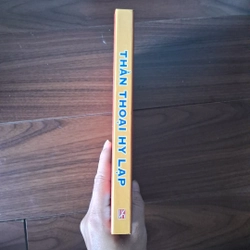 THẦN THOẠI HY LẠP